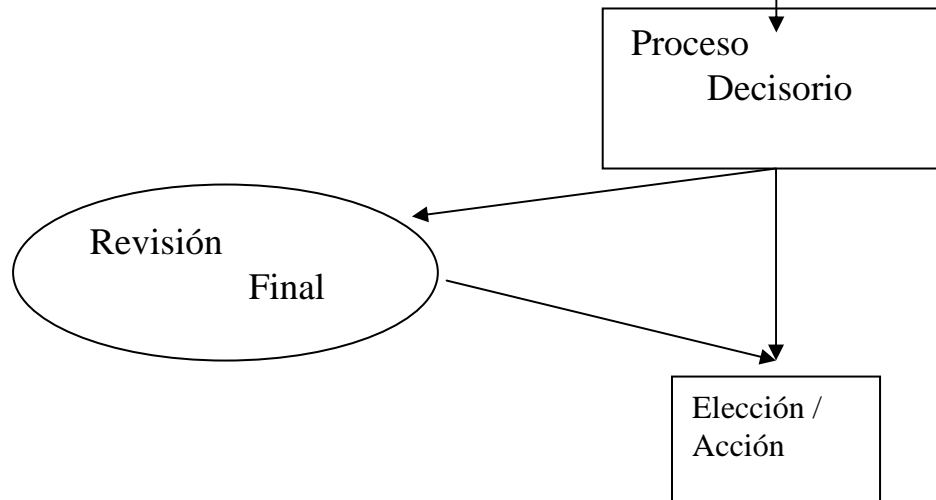 Proceso
Decisorio
Revisión
Final
Elección /
Acción